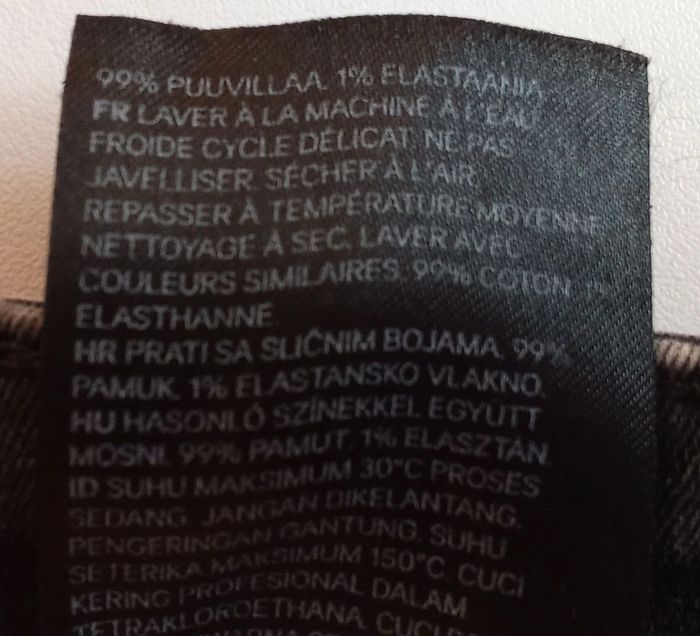 99% PUUVILLAA. 1% ELASTAANIA
FR LAVER À LA MACHINE À L'EAU
FROIDE CYCLE DÉLICAT. NE PAS
JAVELLISER. SÉCHER À L'AIR.
REPASSER À TEMPÉRATURE MOYENNE.
NETTOYAGE À SEC. LAVER AVEC
COULEURS SIMILAIRES. 99% COTON. 1%
ELASTHANNE
HR PRATI SA SLIČNIM BOJAMA. 99%
PAMUK. 1% ELASTANSKO VLAKNO.
HU HASONLÓ SZÍNEKKEL EGYÜTT
MOSNI. 99% PAMUT. 1% ELASZTÁN.
ID SUHU MAKSIMUM 30°C PROSES
SEDANG. JANGAN DIKELANTANG.
PENGERINGAN GANTUNG. SUHU
SETERIKA MAKSIMUM 150°C. CUCI
KERING PROFESIONAL DALAM
TETRAKLOROETHANA.